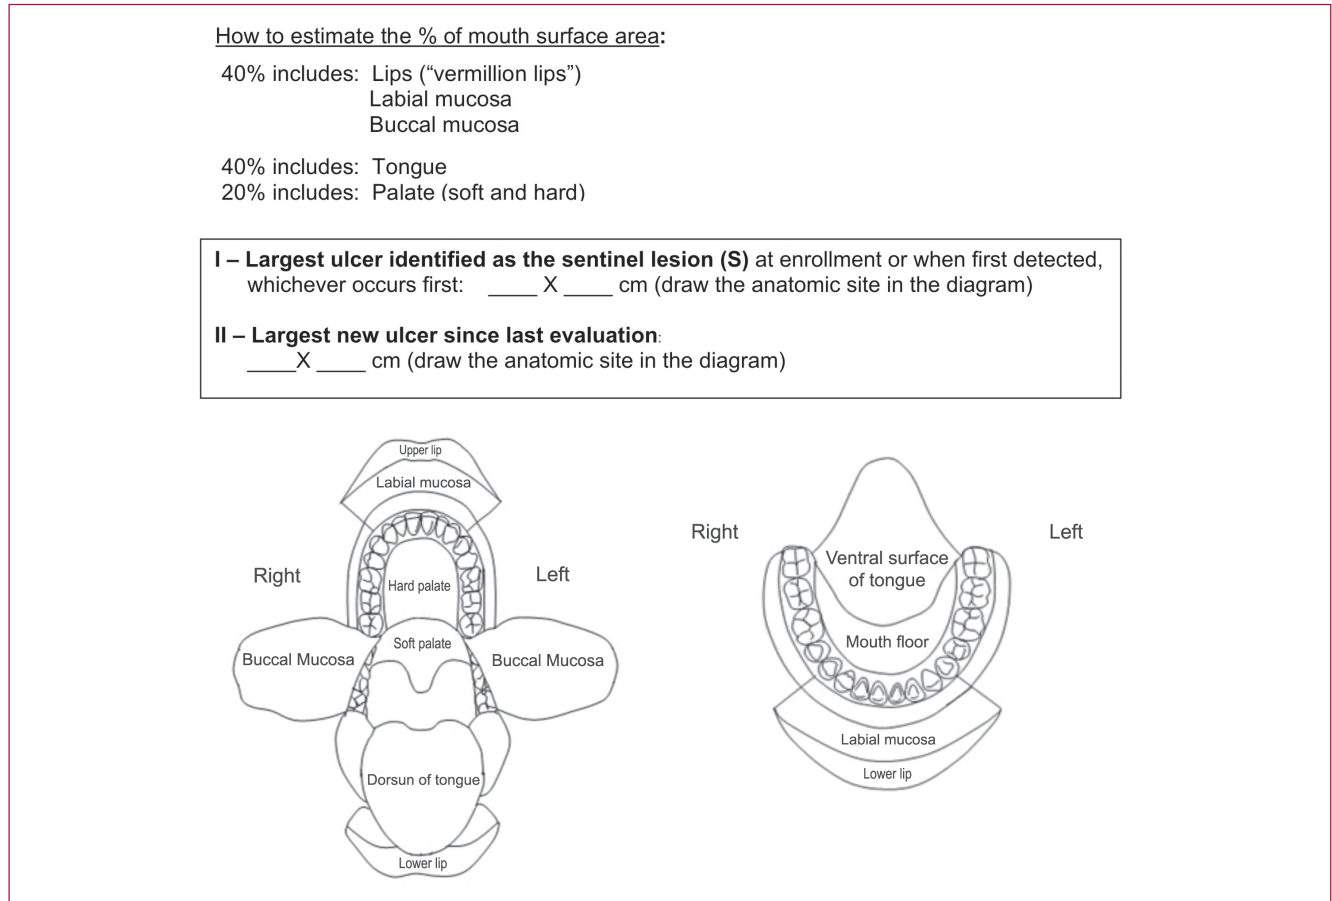 How to estimate the % of mouth surface area:
40% includes: Lips (“vermillion lips”)
Labial mucosa
Buccal mucosa
40% includes: Tongue
20% includes: Palate (soft and hard)
I – Largest ulcer identified as the sentinel lesion (S) at enrollment or when first detected,
whichever occurs first: ____ X ____ cm (draw the anatomic site in the diagram)
II – Largest new ulcer since last evaluation:
____X ____ cm (draw the anatomic site in the diagram)
Upper lip
Labial mucosa
Right
Left
Hard palate
Soft palate
Buccal Mucosa
Buccal Mucosa
Dorsun of tongue
Lower lip
Right
Left
Ventral surface
of tongue
Mouth floor
Labial mucosa
Lower lip